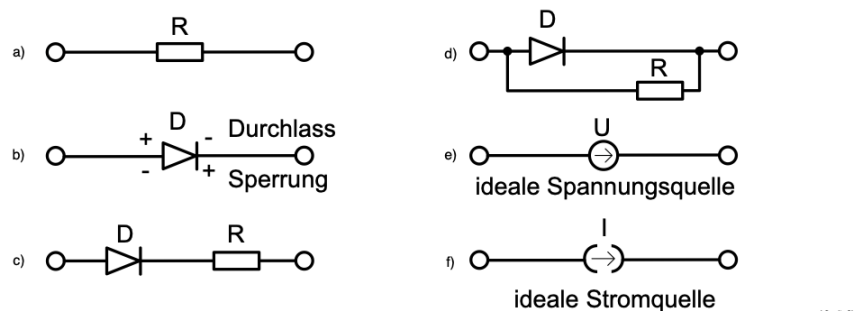 a) R
b) + D - Durchlass
- + Sperrung
c) D R
d) D
R
e) U
ideale Spannungsquelle
f) I
ideale Stromquelle